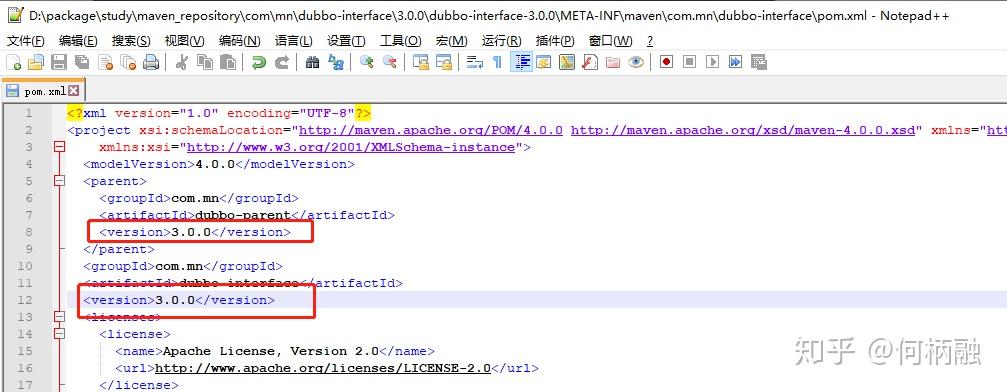 D:\package\study\maven_repository\com\mn\dubbo-interface\3.0.0\dubbo-interface-3.0.0\META-INF\maven\com.mn\dubbo-interface\pom.xml - Notepad++
文件(F) 编辑(E) 搜索(S) 视图(V) 编码(N) 语言(L) 设置(T) 工具(O) 宏(M) 运行(R) 插件(P) 窗口(W) ?
pom.xml
1 <?xml version="1.0" encoding="UTF-8"?>
2 <project xsi:schemaLocation="http://maven.apache.org/POM/4.0.0 http://maven.apache.org/xsd/maven-4.0.0.xsd" xmlns="htt
3 xmlns:xsi="http://www.w3.org/2001/XMLSchema-instance">
4 <modelVersion>4.0.0</modelVersion>
5 <parent>
6 <groupId>com.mn</groupId>
7 <artifactId>dubbo-parent</artifactId>
8 <version>3.0.0</version>
9 </parent>
10 <groupId>com.mn</groupId>
11 <artifactId>dubbo-interface</artifactId>
12 <version>3.0.0</version>
13 <licenses>
14 <license>
15 <name>Apache License, Version 2.0</name>
16 <url>http://www.apache.org/licenses/LICENSE-2.0</url>
17 </license>
知乎 @何柄融